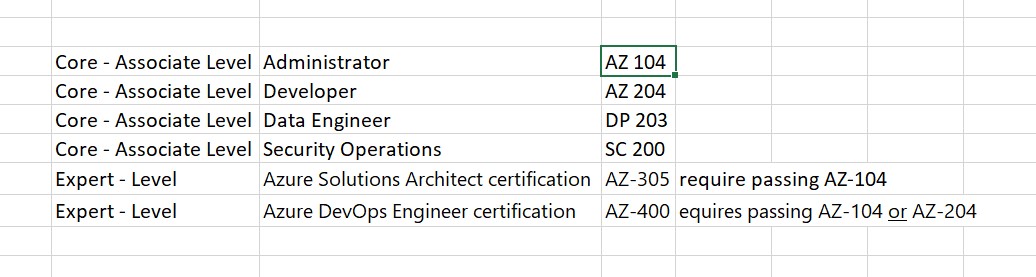 Core - Associate Level Administrator AZ 104
Core - Associate Level Developer AZ 204
Core - Associate Level Data Engineer DP 203
Core - Associate Level Security Operations SC 200
Expert - Level Azure Solutions Architect certification AZ-305 require passing AZ-104
Expert - Level Azure DevOps Engineer certification AZ-400 equires passing AZ-104 or AZ-204